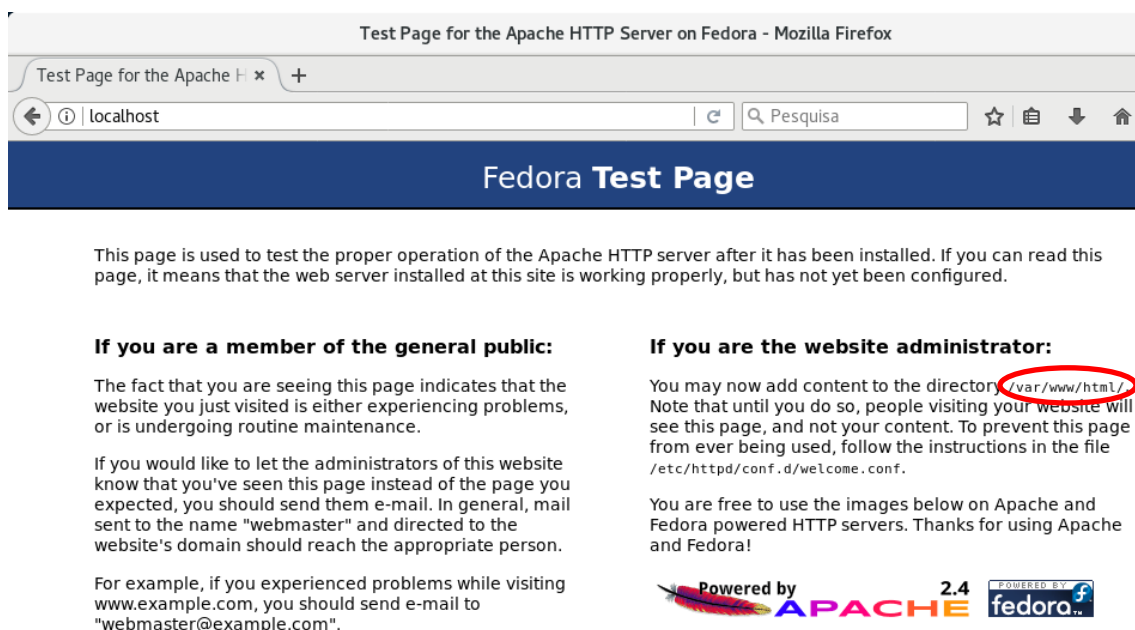 Test Page for the Apache HTTP Server on Fedora - Mozilla Firefox
Test Page for the Apache H
localhost
Pesquisa
Fedora Test Page
This page is used to test the proper operation of the Apache HTTP server after it has been installed. If you can read this
page, it means that the web server installed at this site is working properly, but has not yet been configured.
If you are a member of the general public:
The fact that you are seeing this page indicates that the
website you just visited is either experiencing problems,
or is undergoing routine maintenance.
If you would like to let the administrators of this website
know that you've seen this page instead of the page you
expected, you should send them e-mail. In general, mail
sent to the name "webmaster" and directed to the
website's domain should reach the appropriate person.
For example, if you experienced problems while visiting
www.example.com, you should send e-mail to
"webmaster@example.com".
If you are the website administrator:
You may now add content to the directory /var/www/html/.
Note that until you do so, people visiting your website will
see this page, and not your content. To prevent this page
from ever being used, follow the instructions in the file
/etc/httpd/conf.d/welcome.conf.
You are free to use the images below on Apache and
Fedora powered HTTP servers. Thanks for using Apache
and Fedora!
Powered by 2.4
APACHE
POWERED BY
fedora™